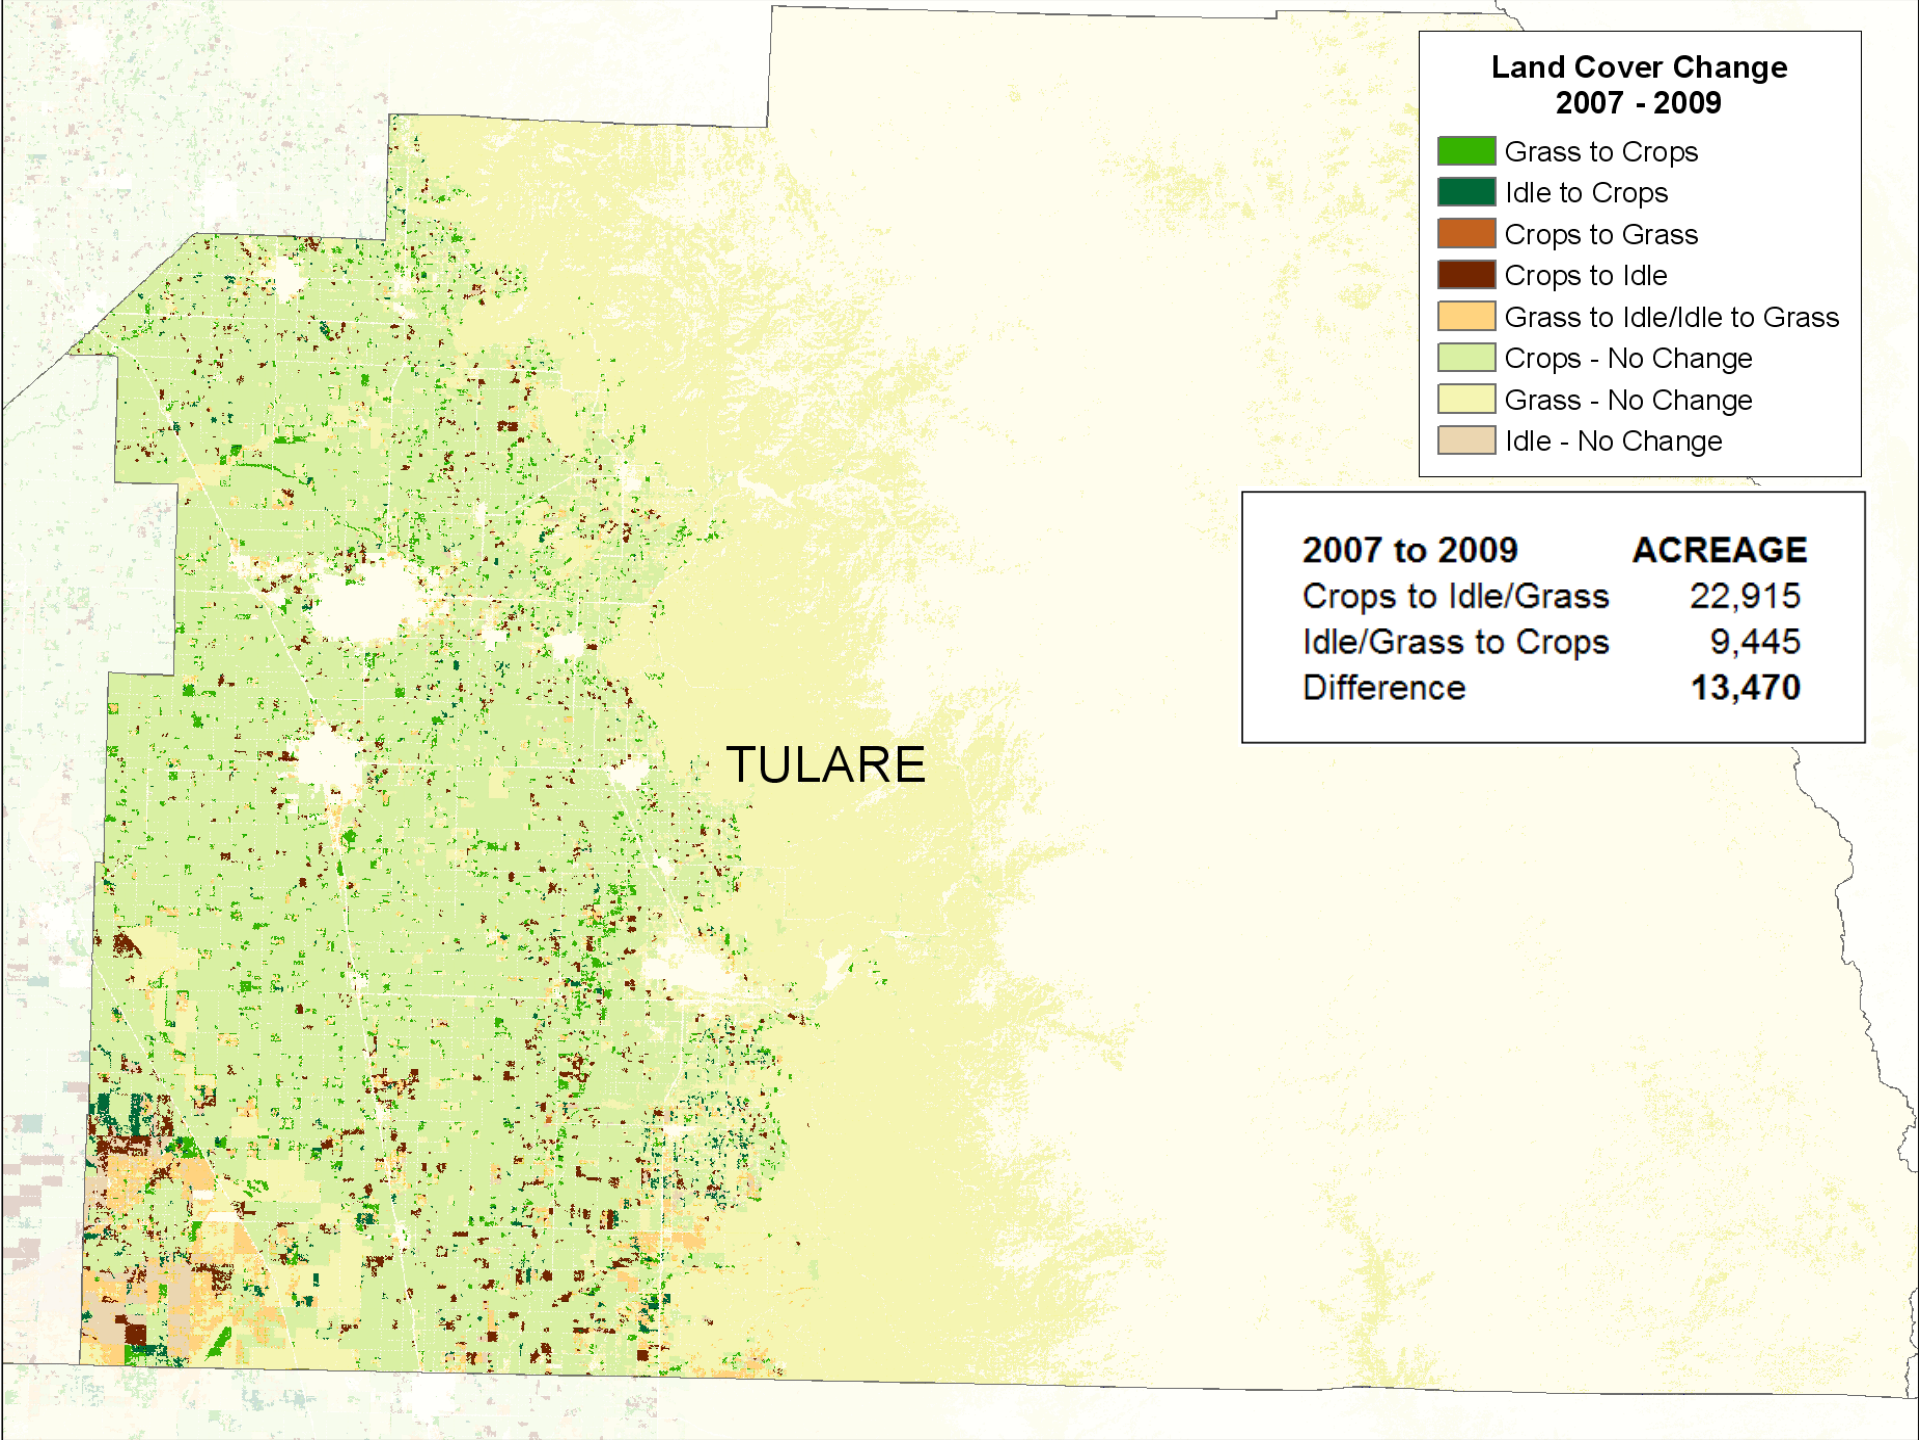 Land Cover Change
2007 - 2009
Grass to Crops
Idle to Crops
Crops to Grass
Crops to Idle
Grass to Idle/Idle to Grass
Crops - No Change
Grass - No Change
Idle - No Change
2007 to 2009 ACREAGE
Crops to Idle/Grass 22,915
Idle/Grass to Crops 9,445
Difference 13,470
TULARE